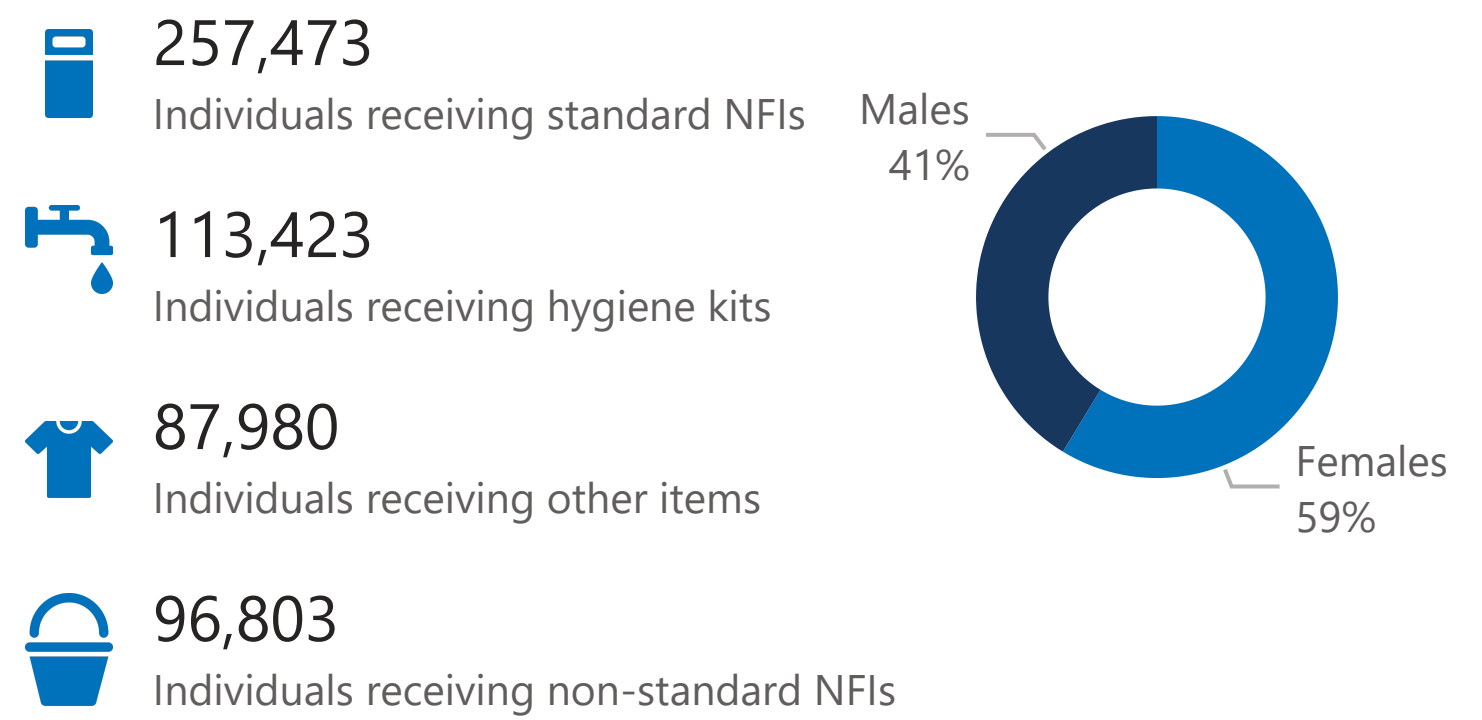 257,473
Individuals receiving standard NFIs
113,423
Individuals receiving hygiene kits
87,980
Individuals receiving other items
96,803
Individuals receiving non-standard NFIs
Males
41%
Females
59%